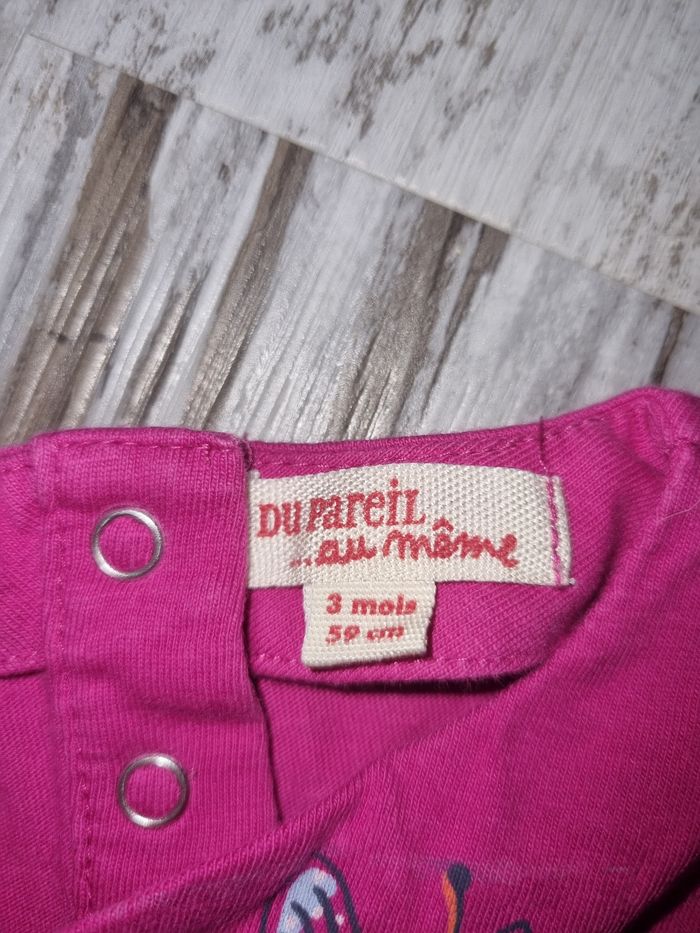 DU PAREIL
...au même
3 mois
59 cm